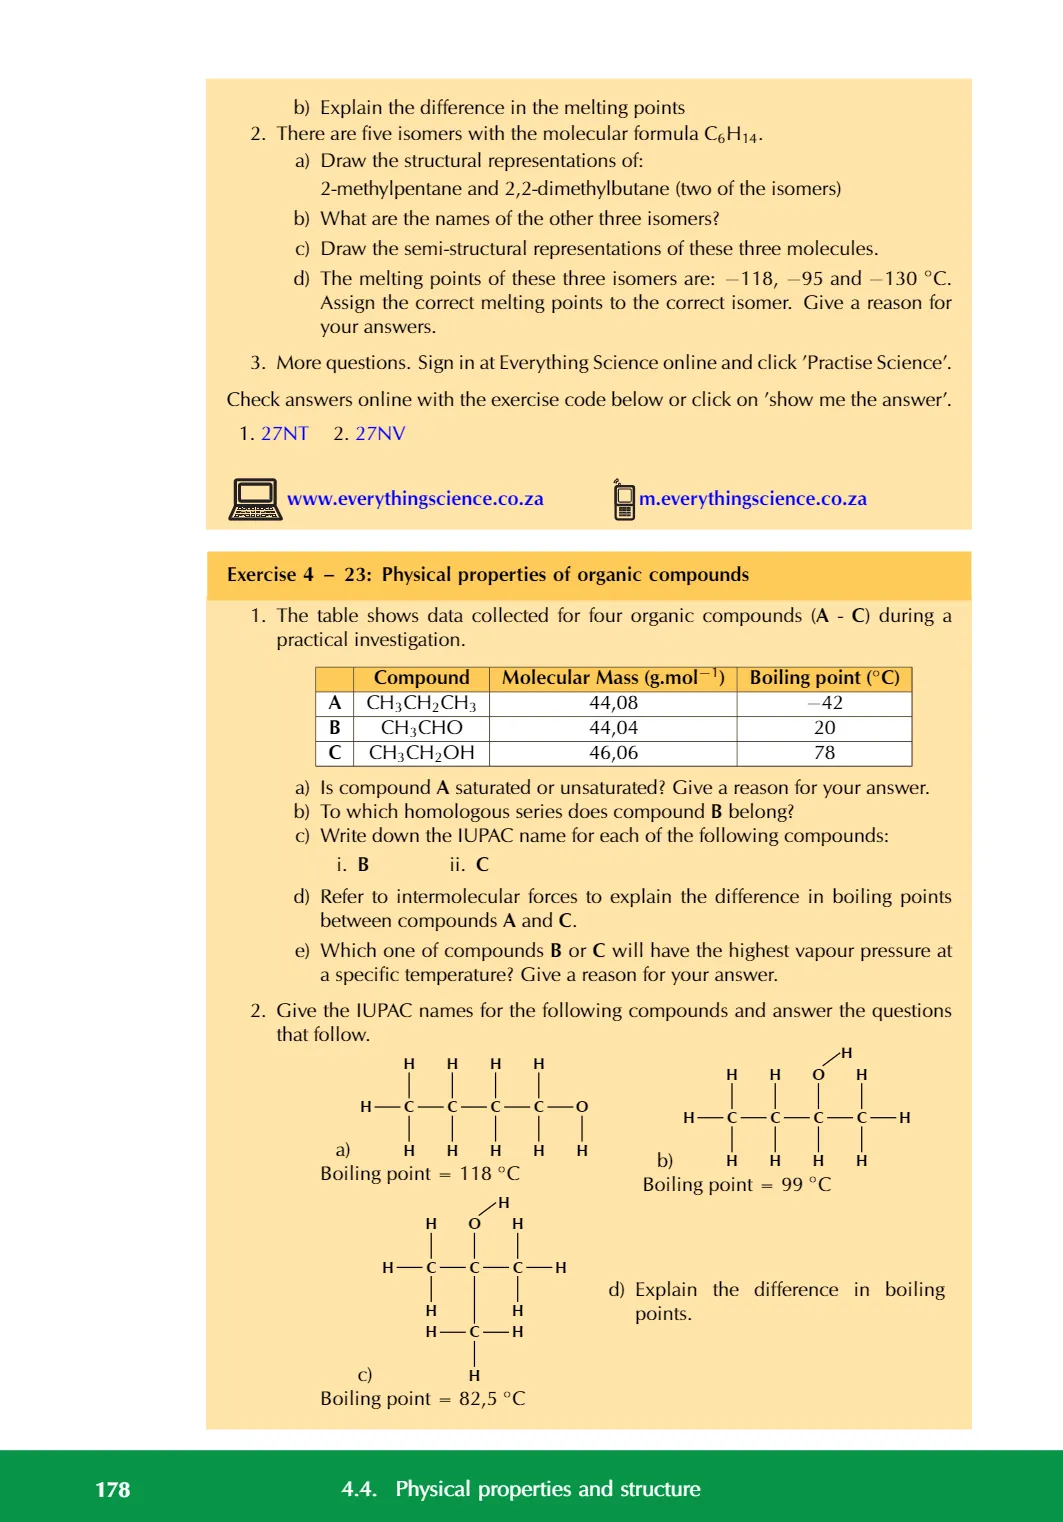 b) Explain the difference in the melting points
2. There are five isomers with the molecular formula C₆H₁₄.
a) Draw the structural representations of:
2-methylpentane and 2,2-dimethylbutane (two of the isomers)
b) What are the names of the other three isomers?
c) Draw the semi-structural representations of these three molecules.
d) The melting points of these three isomers are: −118, −95 and −130 °C.
Assign the correct melting points to the correct isomer. Give a reason for
your answers.
3. More questions. Sign in at Everything Science online and click ’Practise Science’.
Check answers online with the exercise code below or click on ’show me the answer’.
1. 27NT 2. 27NV
www.everythingscience.co.za m.everythingscience.co.za
Exercise 4 – 23: Physical properties of organic compounds
1. The table shows data collected for four organic compounds (A - C) during a
practical investigation.
Compound Molecular Mass (g.mol⁻¹) Boiling point (°C)
A CH₃CH₂CH₃ 44,08 −42
B CH₃CHO 44,04 20
C CH₃CH₂OH 46,06 78
a) Is compound A saturated or unsaturated? Give a reason for your answer.
b) To which homologous series does compound B belong?
c) Write down the IUPAC name for each of the following compounds:
i. B ii. C
d) Refer to intermolecular forces to explain the difference in boiling points
between compounds A and C.
e) Which one of compounds B or C will have the highest vapour pressure at
a specific temperature? Give a reason for your answer.
2. Give the IUPAC names for the following compounds and answer the questions
that follow.
H H H H
H C C C C O
a) H H H H H
Boiling point = 118 °C
H
H H O H
H C C C C H
b) H H H H
Boiling point = 99 °C
H
H O H
H C C C H
H H
H C H
c) H
Boiling point = 82,5 °C
d) Explain the difference in boiling
points.
178 4.4. Physical properties and structure